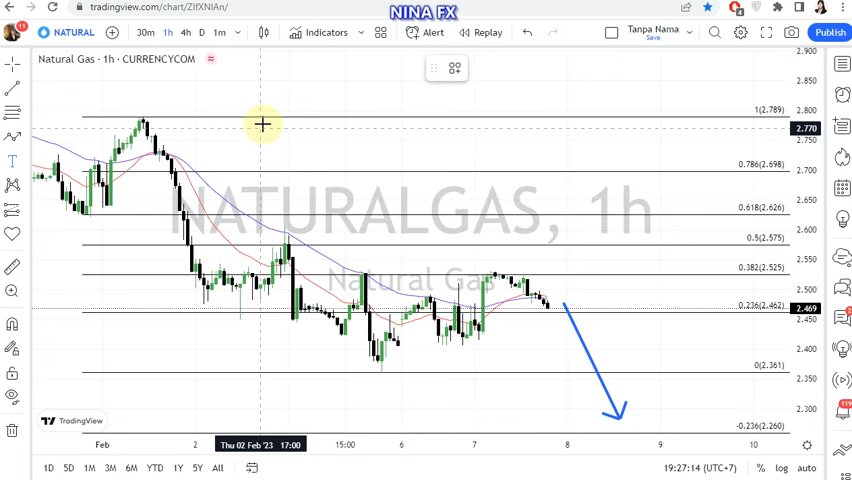 NINA FX
tradingview.com/chart/ZIfXNIAn/
4
11
NATURAL
30m 1h 4h D 1m
Indicators
Alert
Replay
Tanpa Nama
Save
Publish
Natural Gas · 1h · CURRENCYCOM
NATURALGAS, 1h
Natural Gas
1(2.789)
0.786(2.698)
0.618(2.626)
0.5(2.575)
0.382(2.525)
0.236(2.462)
0(2.361)
-0.236(2.260)
2.900
2.850
2.800
2.770
2.700
2.650
2.600
2.550
2.500
2.469
2.450
2.400
2.350
2.300
TradingView
Feb 2 Thu 02 Feb '23 17:00 15:00 6 7 8 9 10
1D 5D 1M 3M 6M YTD 1Y 5Y All
19:27:14 (UTC+7) % log auto